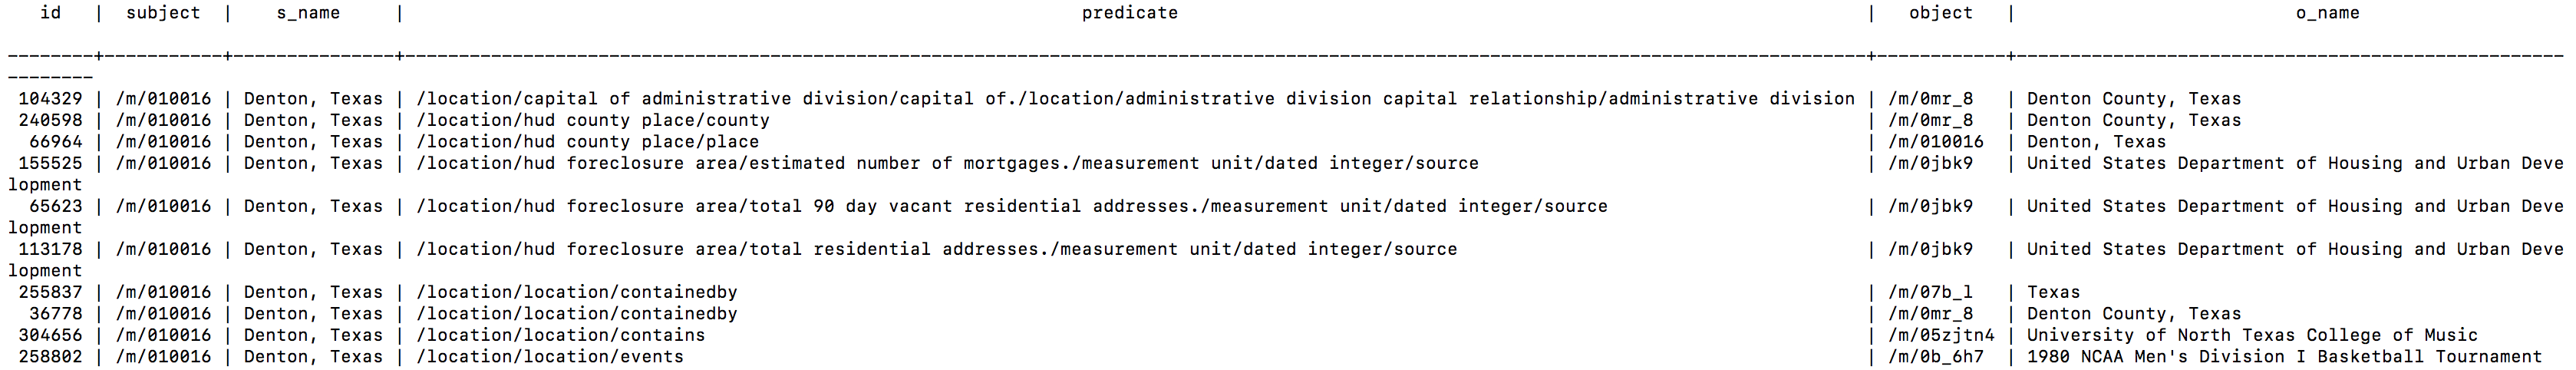 id | subject | s_name | predicate | object | o_name
--------+-----------+--------------+----------------------------------------------------------------------------------------------------------------------------------------+------------+---------------------------------------------------
--------
104329 | /m/010016 | Denton, Texas | /location/capital of administrative division/capital of./location/administrative division capital relationship/administrative division | /m/0mr_8 | Denton County, Texas
240598 | /m/010016 | Denton, Texas | /location/hud county place/county | /m/0mr_8 | Denton County, Texas
66964 | /m/010016 | Denton, Texas | /location/hud county place/place | /m/010016 | Denton, Texas
155525 | /m/010016 | Denton, Texas | /location/hud foreclosure area/estimated number of mortgages./measurement unit/dated integer/source | /m/0jbk9 | United States Department of Housing and Urban Deve
lopment
65623 | /m/010016 | Denton, Texas | /location/hud foreclosure area/total 90 day vacant residential addresses./measurement unit/dated integer/source | /m/0jbk9 | United States Department of Housing and Urban Deve
lopment
113178 | /m/010016 | Denton, Texas | /location/hud foreclosure area/total residential addresses./measurement unit/dated integer/source | /m/0jbk9 | United States Department of Housing and Urban Deve
lopment
255837 | /m/010016 | Denton, Texas | /location/location/containedby | /m/07b_l | Texas
36778 | /m/010016 | Denton, Texas | /location/location/containedby | /m/0mr_8 | Denton County, Texas
304656 | /m/010016 | Denton, Texas | /location/location/contains | /m/05zjtn4 | University of North Texas College of Music
258802 | /m/010016 | Denton, Texas | /location/location/events | /m/0b_6h7 | 1980 NCAA Men's Division I Basketball Tournament